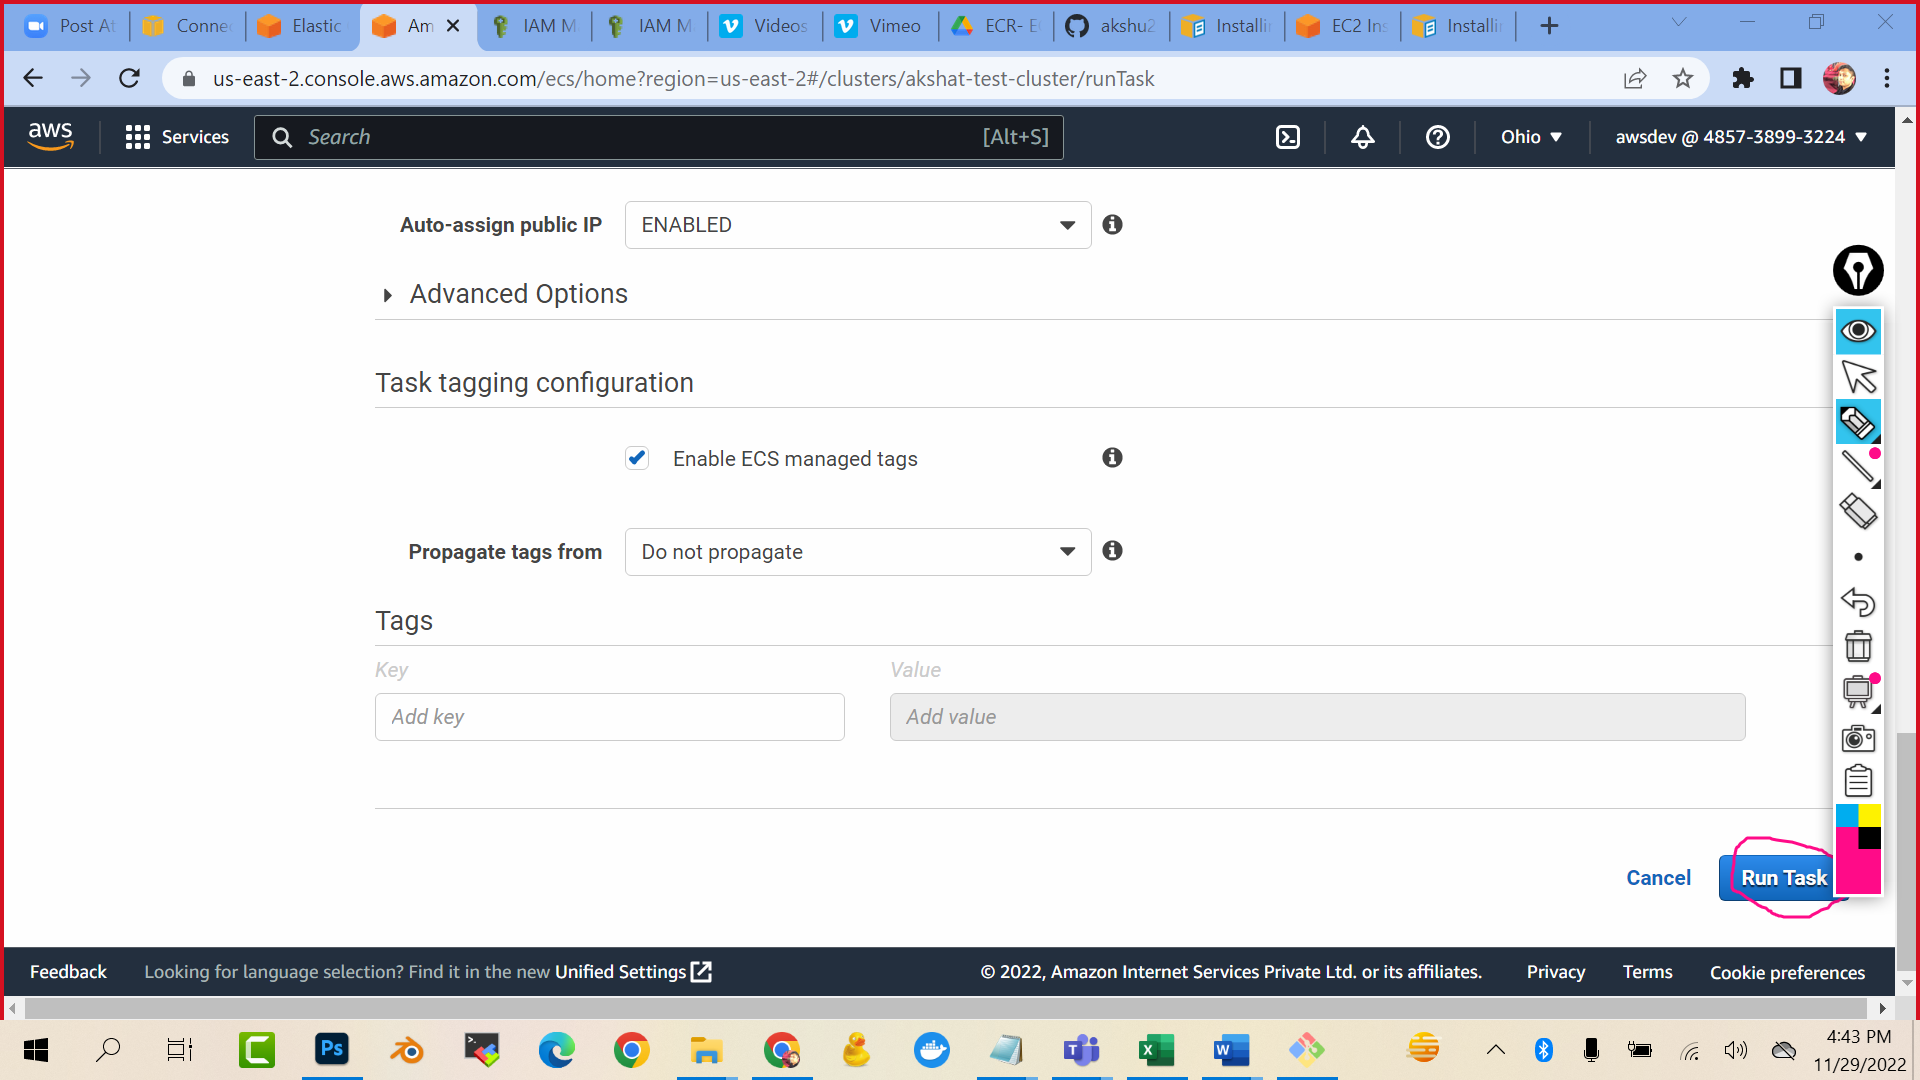 Post At
Conne
Elastic
Am
IAM M
IAM M
Videos
Vimeo
ECR- E
akshu2
Installi
EC2 Ins
Installi
us-east-2.console.aws.amazon.com/ecs/home?region=us-east-2#/clusters/akshat-test-cluster/runTask
aws
Services
Search
[Alt+S]
Ohio
awsdev @ 4857-3899-3224
Auto-assign public IP
ENABLED
Advanced Options
Task tagging configuration
Enable ECS managed tags
Propagate tags from
Do not propagate
Tags
Key
Value
Add key
Add value
Cancel
Run Task
Feedback
Looking for language selection? Find it in the new Unified Settings
© 2022, Amazon Internet Services Private Ltd. or its affiliates.
Privacy
Terms
Cookie preferences
Ps
4:43 PM
11/29/2022